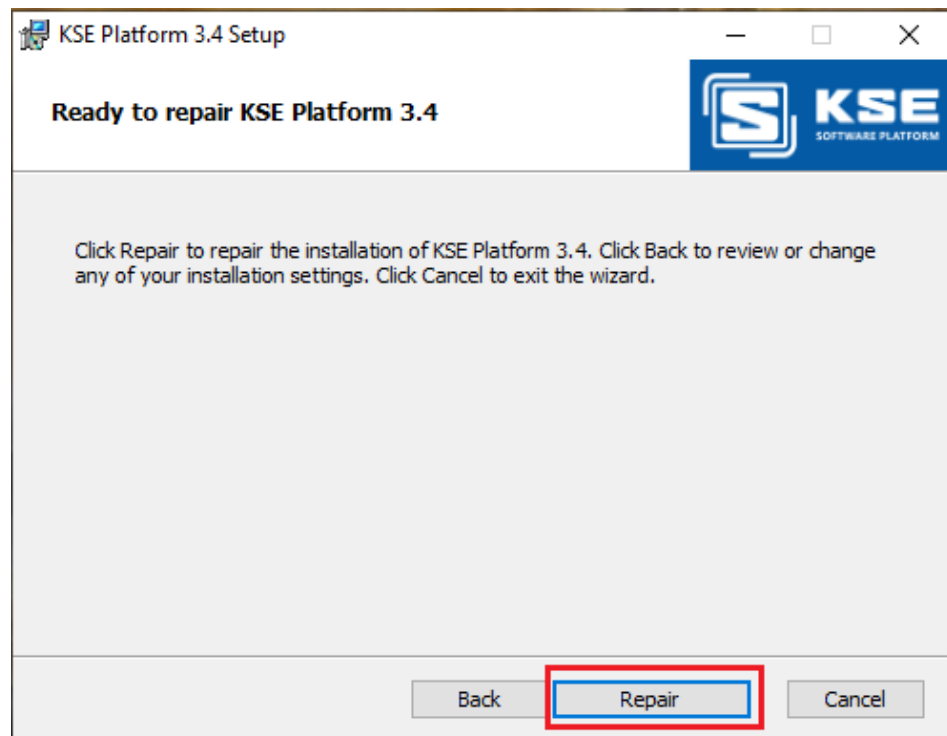 KSE Platform 3.4 Setup
Ready to repair KSE Platform 3.4
S KSE
SOFTWARE PLATFORM
Click Repair to repair the installation of KSE Platform 3.4. Click Back to review or change
any of your installation settings. Click Cancel to exit the wizard.
Back Repair Cancel